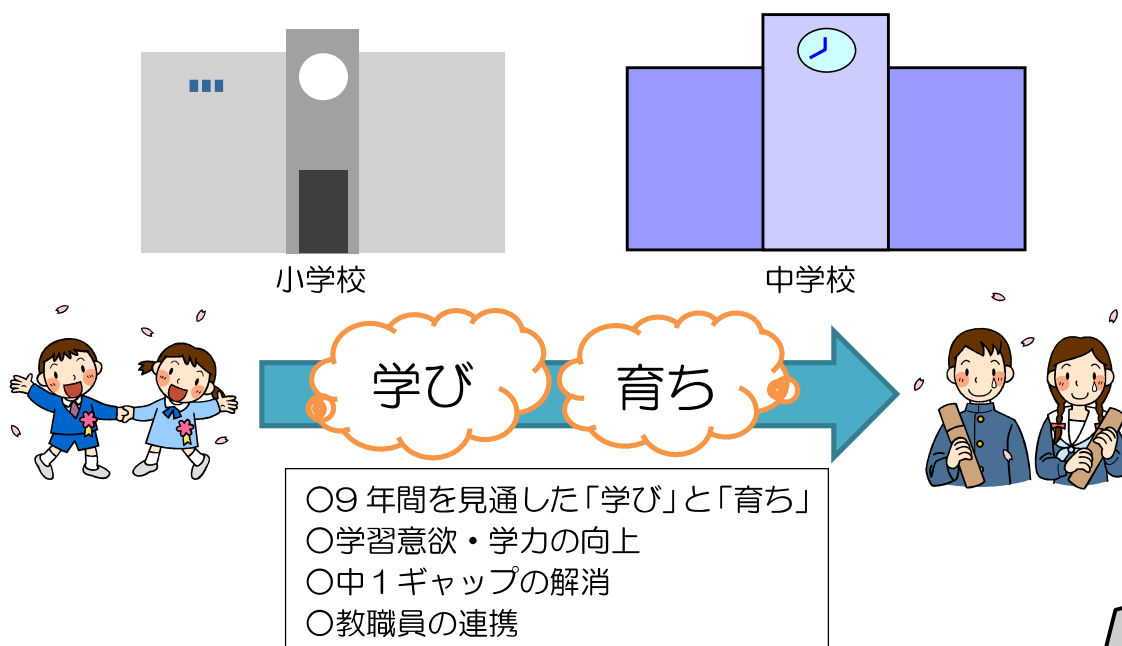 小学校
中学校
学び
育ち
○9年間を見通した「学び」と「育ち」
○学習意欲・学力の向上
○中1ギャップの解消
○教職員の連携